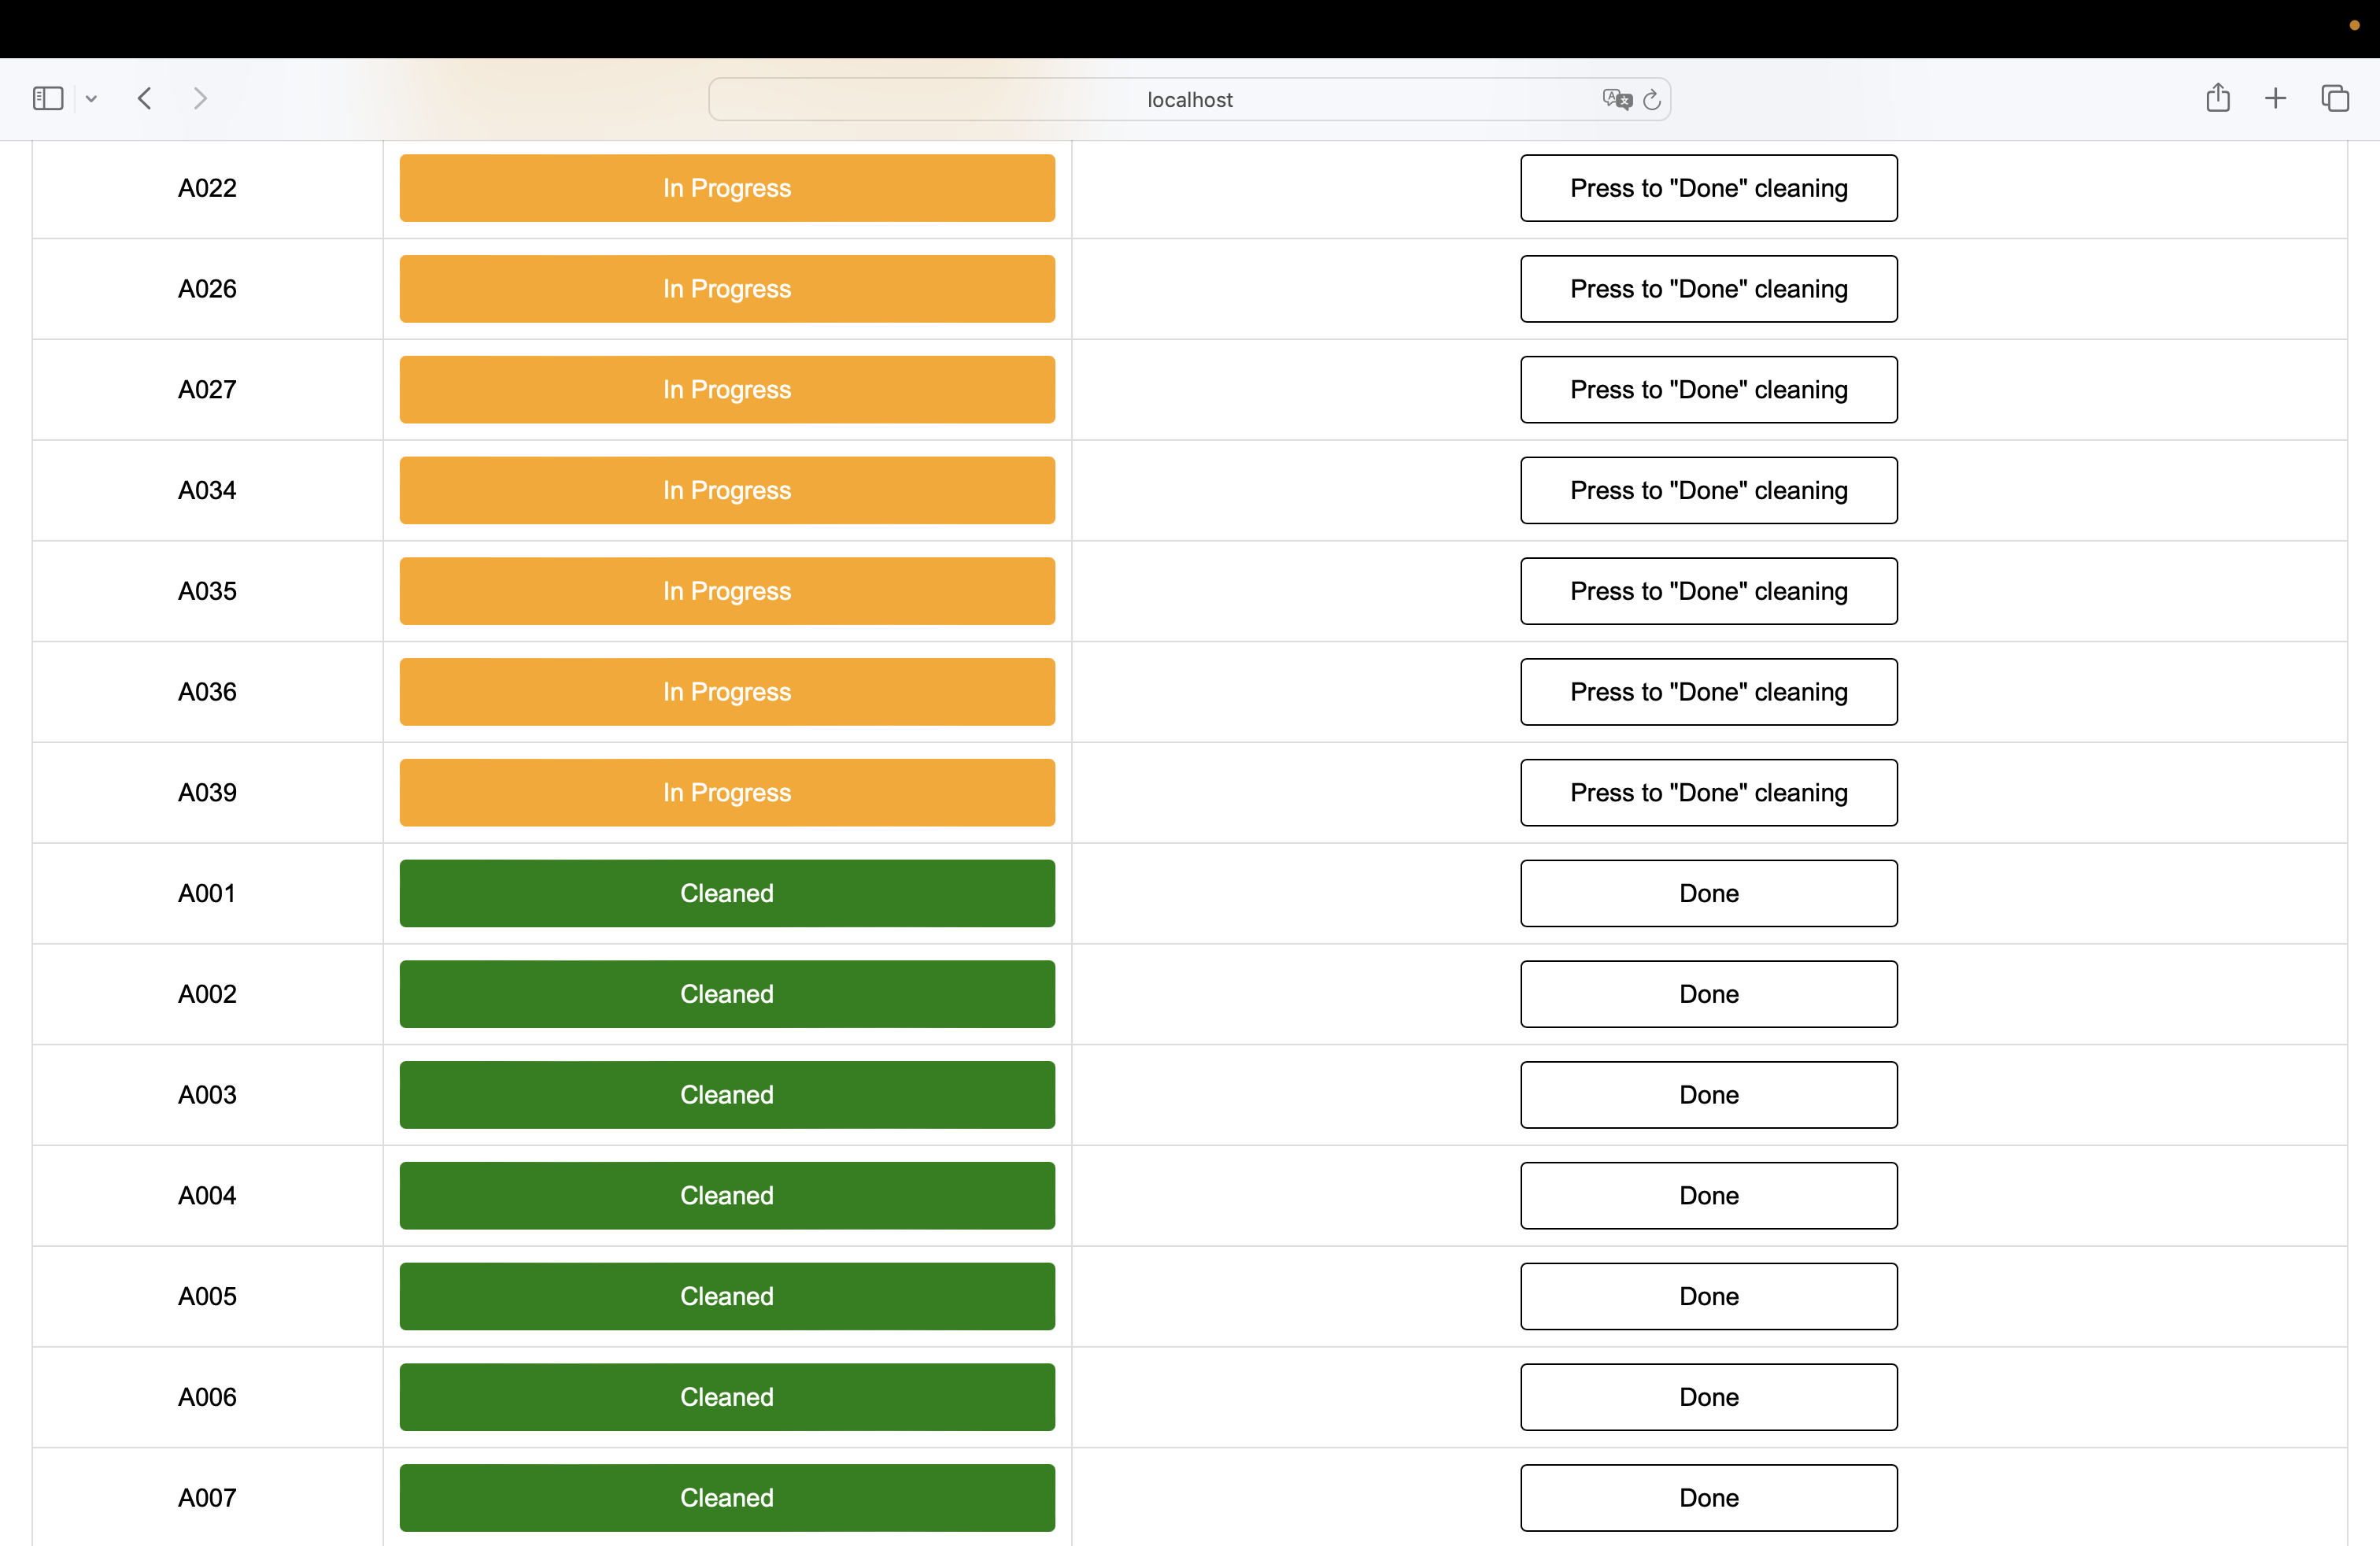 localhost
A022 In Progress Press to "Done" cleaning
A026 In Progress Press to "Done" cleaning
A027 In Progress Press to "Done" cleaning
A034 In Progress Press to "Done" cleaning
A035 In Progress Press to "Done" cleaning
A036 In Progress Press to "Done" cleaning
A039 In Progress Press to "Done" cleaning
A001 Cleaned Done
A002 Cleaned Done
A003 Cleaned Done
A004 Cleaned Done
A005 Cleaned Done
A006 Cleaned Done
A007 Cleaned Done